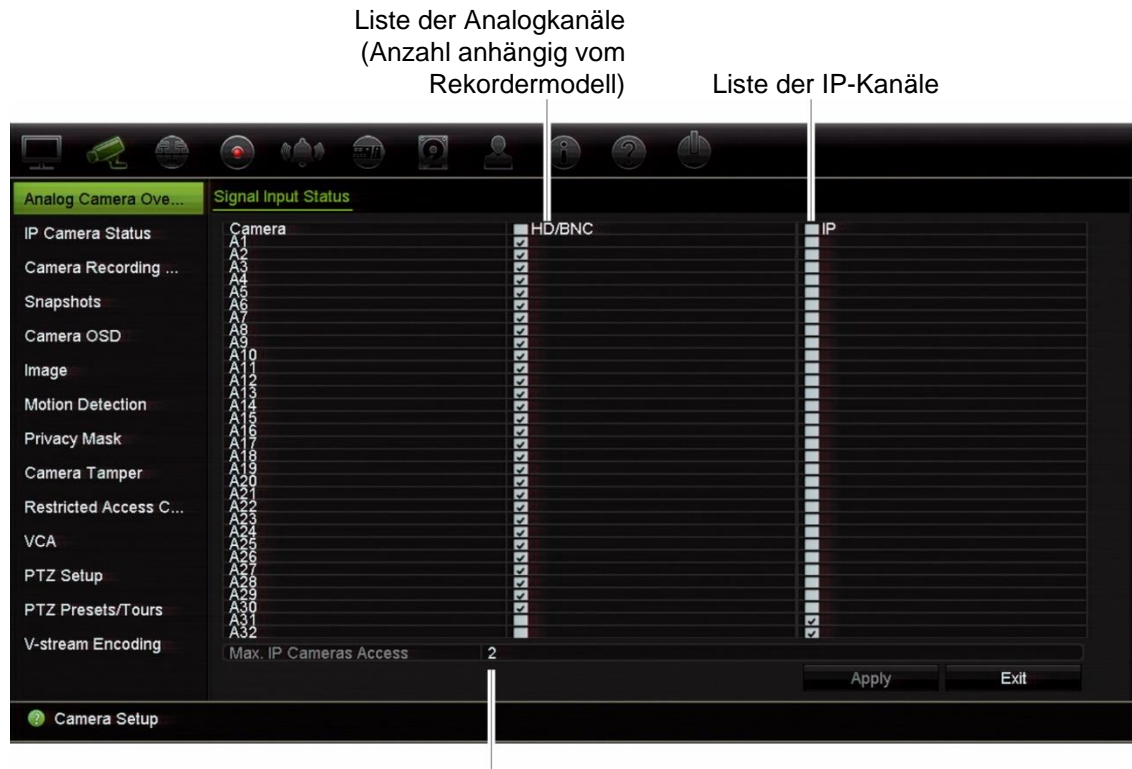 Liste der Analogkanäle
(Anzahl anhängig vom
Rekordermodell)
Liste der IP-Kanäle
Analog Camera Ove...
Signal Input Status
IP Camera Status
Camera Recording ...
Snapshots
Camera OSD
Image
Motion Detection
Privacy Mask
Camera Tamper
Restricted Access C...
VCA
PTZ Setup
PTZ Presets/Tours
V-stream Encoding
Camera HD/BNC IP
A1
A2
A3
A4
A5
A6
A7
A8
A9
A10
A11
A12
A13
A14
A15
A16
A17
A18
A19
A20
A21
A22
A23
A24
A25
A26
A27
A28
A29
A30
A31
A32
Max. IP Cameras Access 2
Apply Exit
Camera Setup